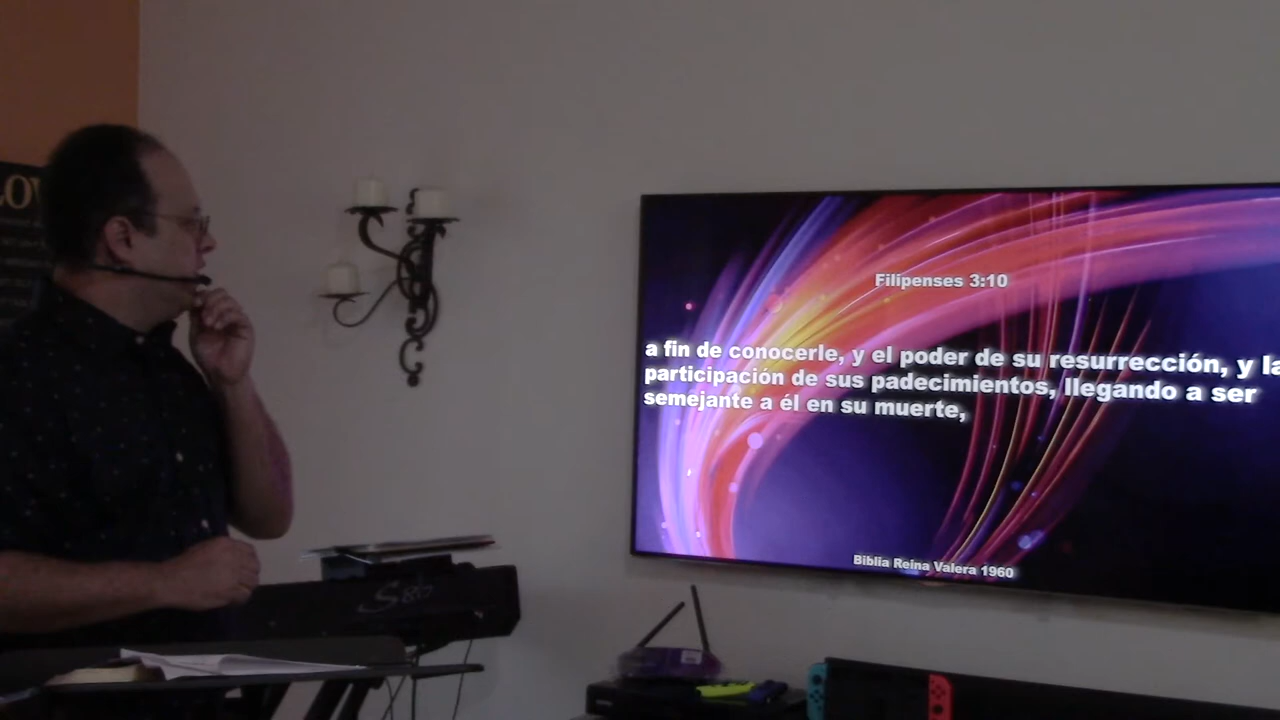 Filipenses 3:10
a fin de conocerle, y el poder de su resurrección, y la
participación de sus padecimientos, llegando a ser
semejante a él en su muerte,
Biblia Reina Valera 1960